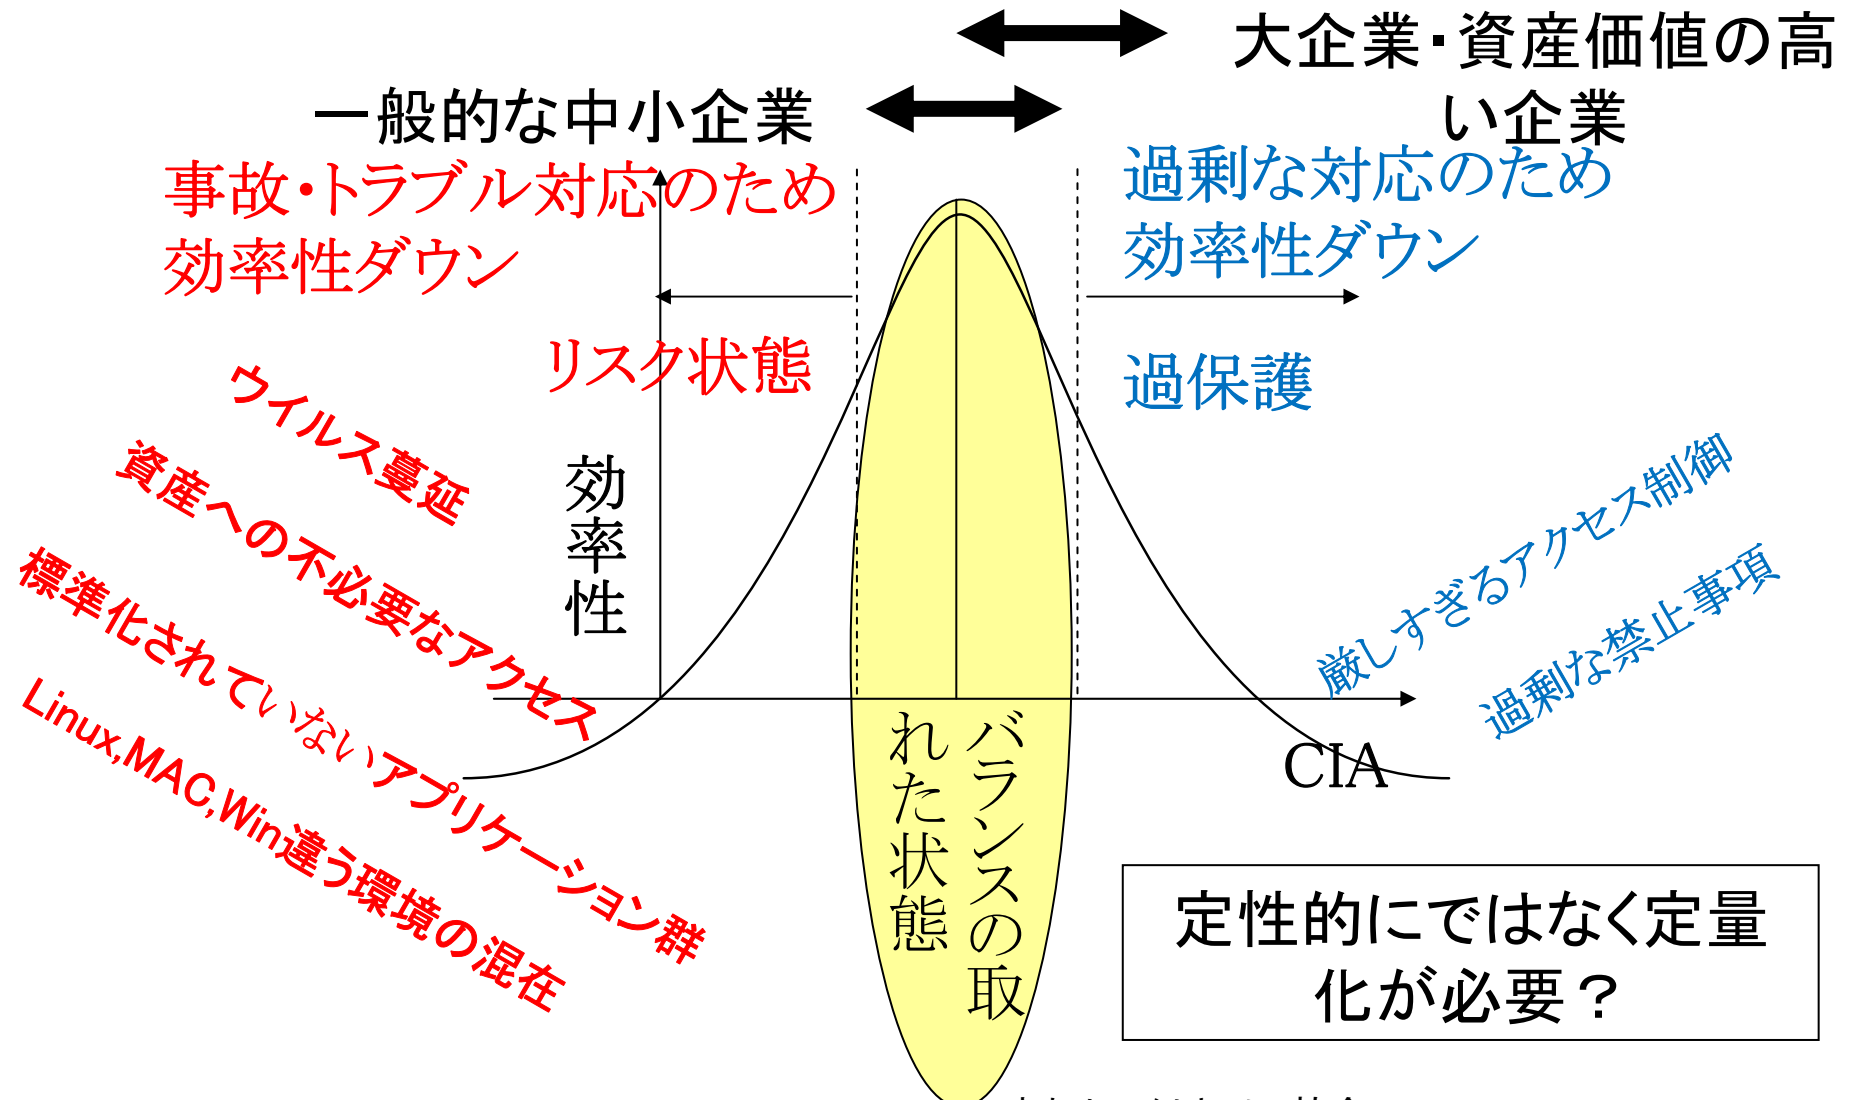 大企業・資産価値の高
い企業
一般的な中小企業
事故・トラブル対応のため
効率性ダウン
過剰な対応のため
効率性ダウン
リスク状態
過保護
ウイルス蔓延
資産への不必要なアクセス
標準化されていないアプリケーション群
Linux,MAC,Win違う環境の混在
効率性
厳しすぎるアクセス制御
過剰な禁止事項
CIA
バランスの取
れた状態
定性的にではなく定量
化が必要？